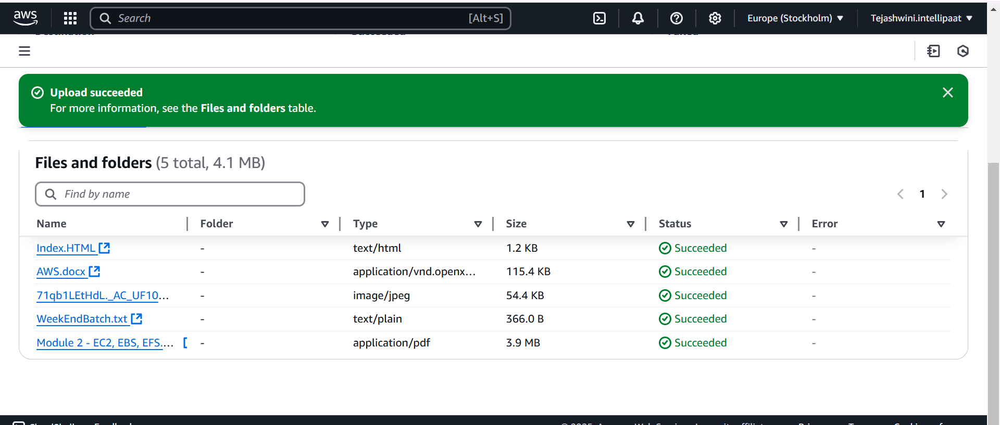 aws
Search [Alt+S]
Europe (Stockholm)
Tejashwini.intellipaat
Upload succeeded
For more information, see the Files and folders table.
Files and folders (5 total, 4.1 MB)
Find by name
1
Name Folder Type Size Status Error
Index.HTML - text/html 1.2 KB Succeeded -
AWS.docx - application/vnd.openx... 115.4 KB Succeeded -
71qb1LEtHdL._AC_UF10... - image/jpeg 54.4 KB Succeeded -
WeekEndBatch.txt - text/plain 366.0 B Succeeded -
Module 2 - EC2, EBS, EFS.... - application/pdf 3.9 MB Succeeded -